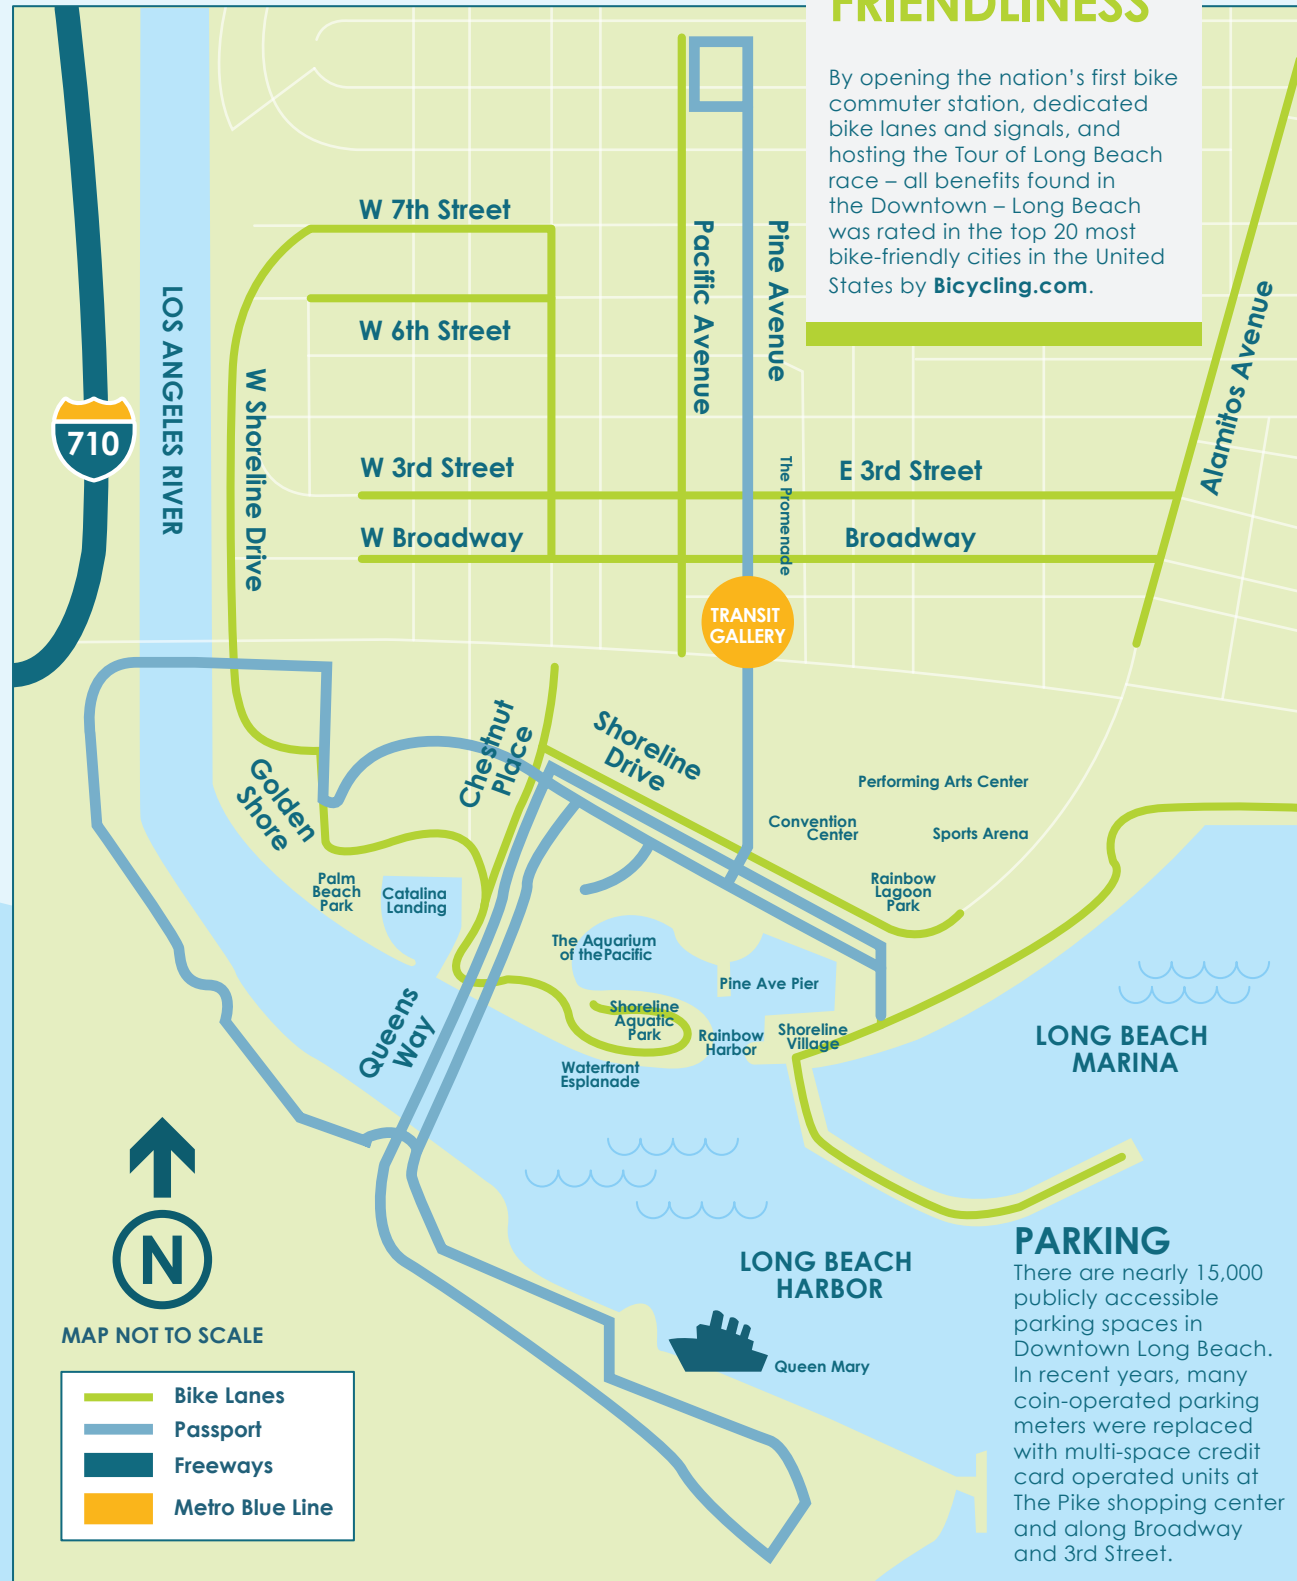 FRIENDLINESS
By opening the nation’s first bike
commuter station, dedicated
bike lanes and signals, and
hosting the Tour of Long Beach
race – all benefits found in
the Downtown – Long Beach
was rated in the top 20 most
bike-friendly cities in the United
States by Bicycling.com.
W 7th Street
W 6th Street
W 3rd Street
E 3rd Street
W Broadway
Broadway
Pacific Avenue
Pine Avenue
The Promenade
Alamitos Avenue
LOS ANGELES RIVER
W Shoreline Drive
710
TRANSIT
GALLERY
Chestnut
Place
Shoreline
Drive
Golden
Shore
Performing Arts Center
Convention
Center
Sports Arena
Rainbow
Lagoon
Park
Palm
Beach
Park
Catalina
Landing
The Aquarium
of the Pacific
Pine Ave Pier
Shoreline
Aquatic
Park
Rainbow
Harbor
Shoreline
Village
Waterfront
Esplanade
Queens
Way
LONG BEACH
MARINA
LONG BEACH
HARBOR
Queen Mary
N
MAP NOT TO SCALE
Bike Lanes
Passport
Freeways
Metro Blue Line
PARKING
There are nearly 15,000
publicly accessible
parking spaces in
Downtown Long Beach.
In recent years, many
coin-operated parking
meters were replaced
with multi-space credit
card operated units at
The Pike shopping center
and along Broadway
and 3rd Street.